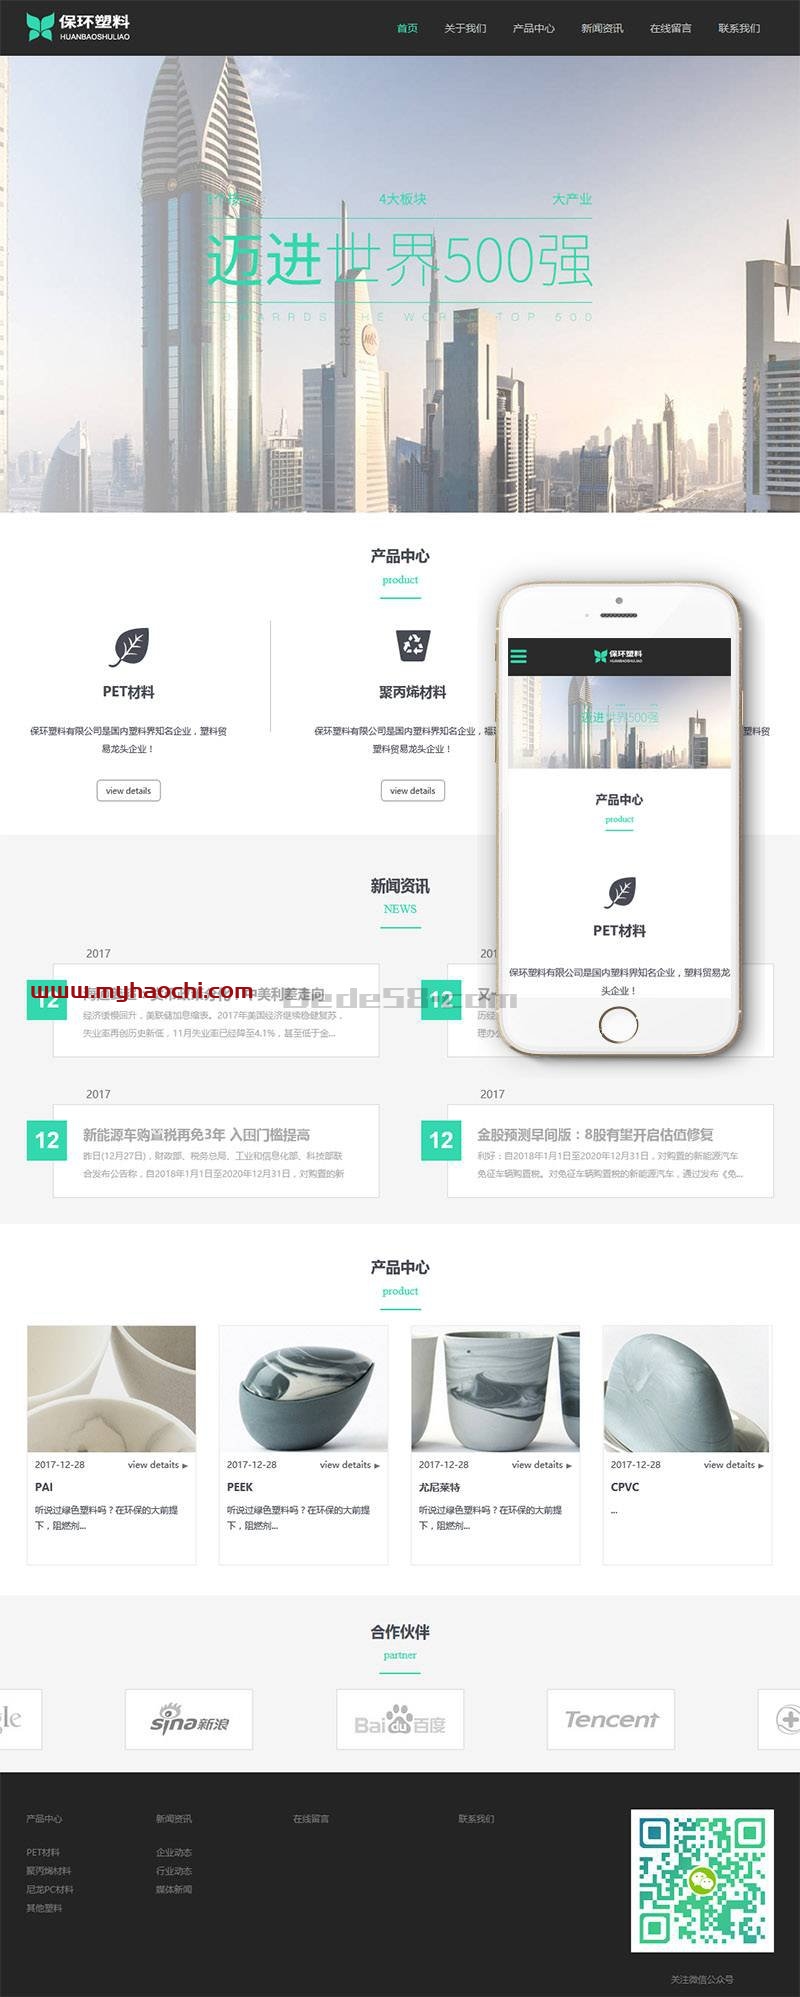 保环塑料
HUANBAOSHULIAO
首页
关于我们
产品中心
新闻资讯
在线留言
联系我们
4大板块
大产业
迈进世界500强
TOWARRDS THE WORLD TOP 500
产品中心
product
PET材料
保环塑料有限公司是国内塑料界知名企业，塑料贸
易龙头企业！
view details
聚丙烯材料
保环塑料有限公司是国内塑料界知名企业，福
塑料贸易龙头企业！
view details
塑料贸
保环塑料
HUANBAOSHULIAO
迈进世界500强
产品中心
product
PET材料
保环塑料有限公司是国内塑料界知名企业，塑料贸易龙
头企业！
新闻资讯
NEWS
2017
12
中美利差走向
www.myhaochi.com
Dede58.com
经济缓慢回升，美联储加息缩表。2017年美国经济继续稳健复苏，
失业率再创历史新低，11月失业率已经降至4.1%，甚至低于金...
201
12
又一
历经
理办公
2017
12
新能源车购置税再免3年 入围门槛提高
昨日(12月27日)，财政部、税务总局、工业和信息化部、科技部联
合发布公告称，自2018年1月1日至2020年12月31日，对购置的新
2017
12
金股预测早间版：8股有望开启估值修复
利好：自2018年1月1日至2020年12月31日，对购置的新能源汽车
免征车辆购置税。对免征车辆购置税的新能源汽车，通过发布《免...
产品中心
product
2017-12-28
view detaits ▶
PAI
听说过绿色塑料吗？在环保的大前提
下，阻燃剂...
2017-12-28
view detaits ▶
PEEK
听说过绿色塑料吗？在环保的大前提
下，阻燃剂...
2017-12-28
view detaits ▶
尤尼莱特
听说过绿色塑料吗？在环保的大前提
下，阻燃剂...
2017-12-28
view detaits ▶
CPVC
...
合作伙伴
partner
gle
sina新浪
Bai du 百度
Tencent
产品中心
新闻资讯
在线留言
联系我们
PET材料
企业动态
聚丙烯材料
行业动态
尼龙PC材料
媒体新闻
其他塑料
关注微信公众号